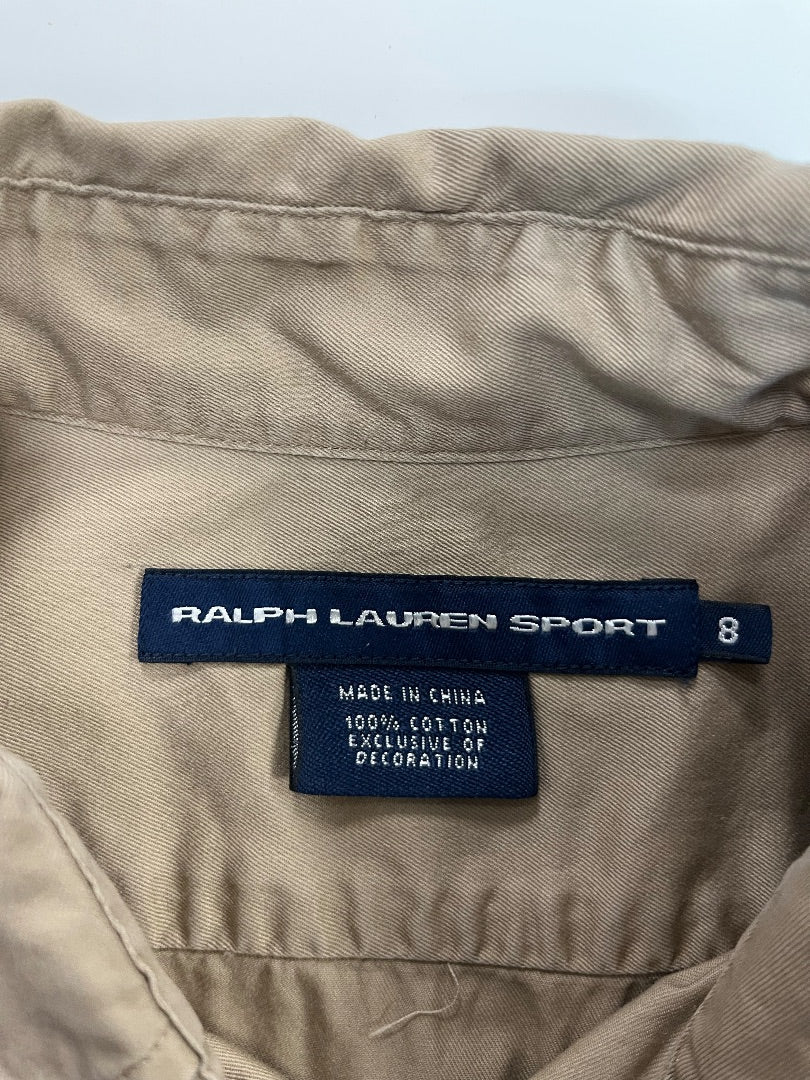 RALPH LAUREN SPORT 8
MADE IN CHINA
100% COTTON
EXCLUSIVE OF
DECORATION